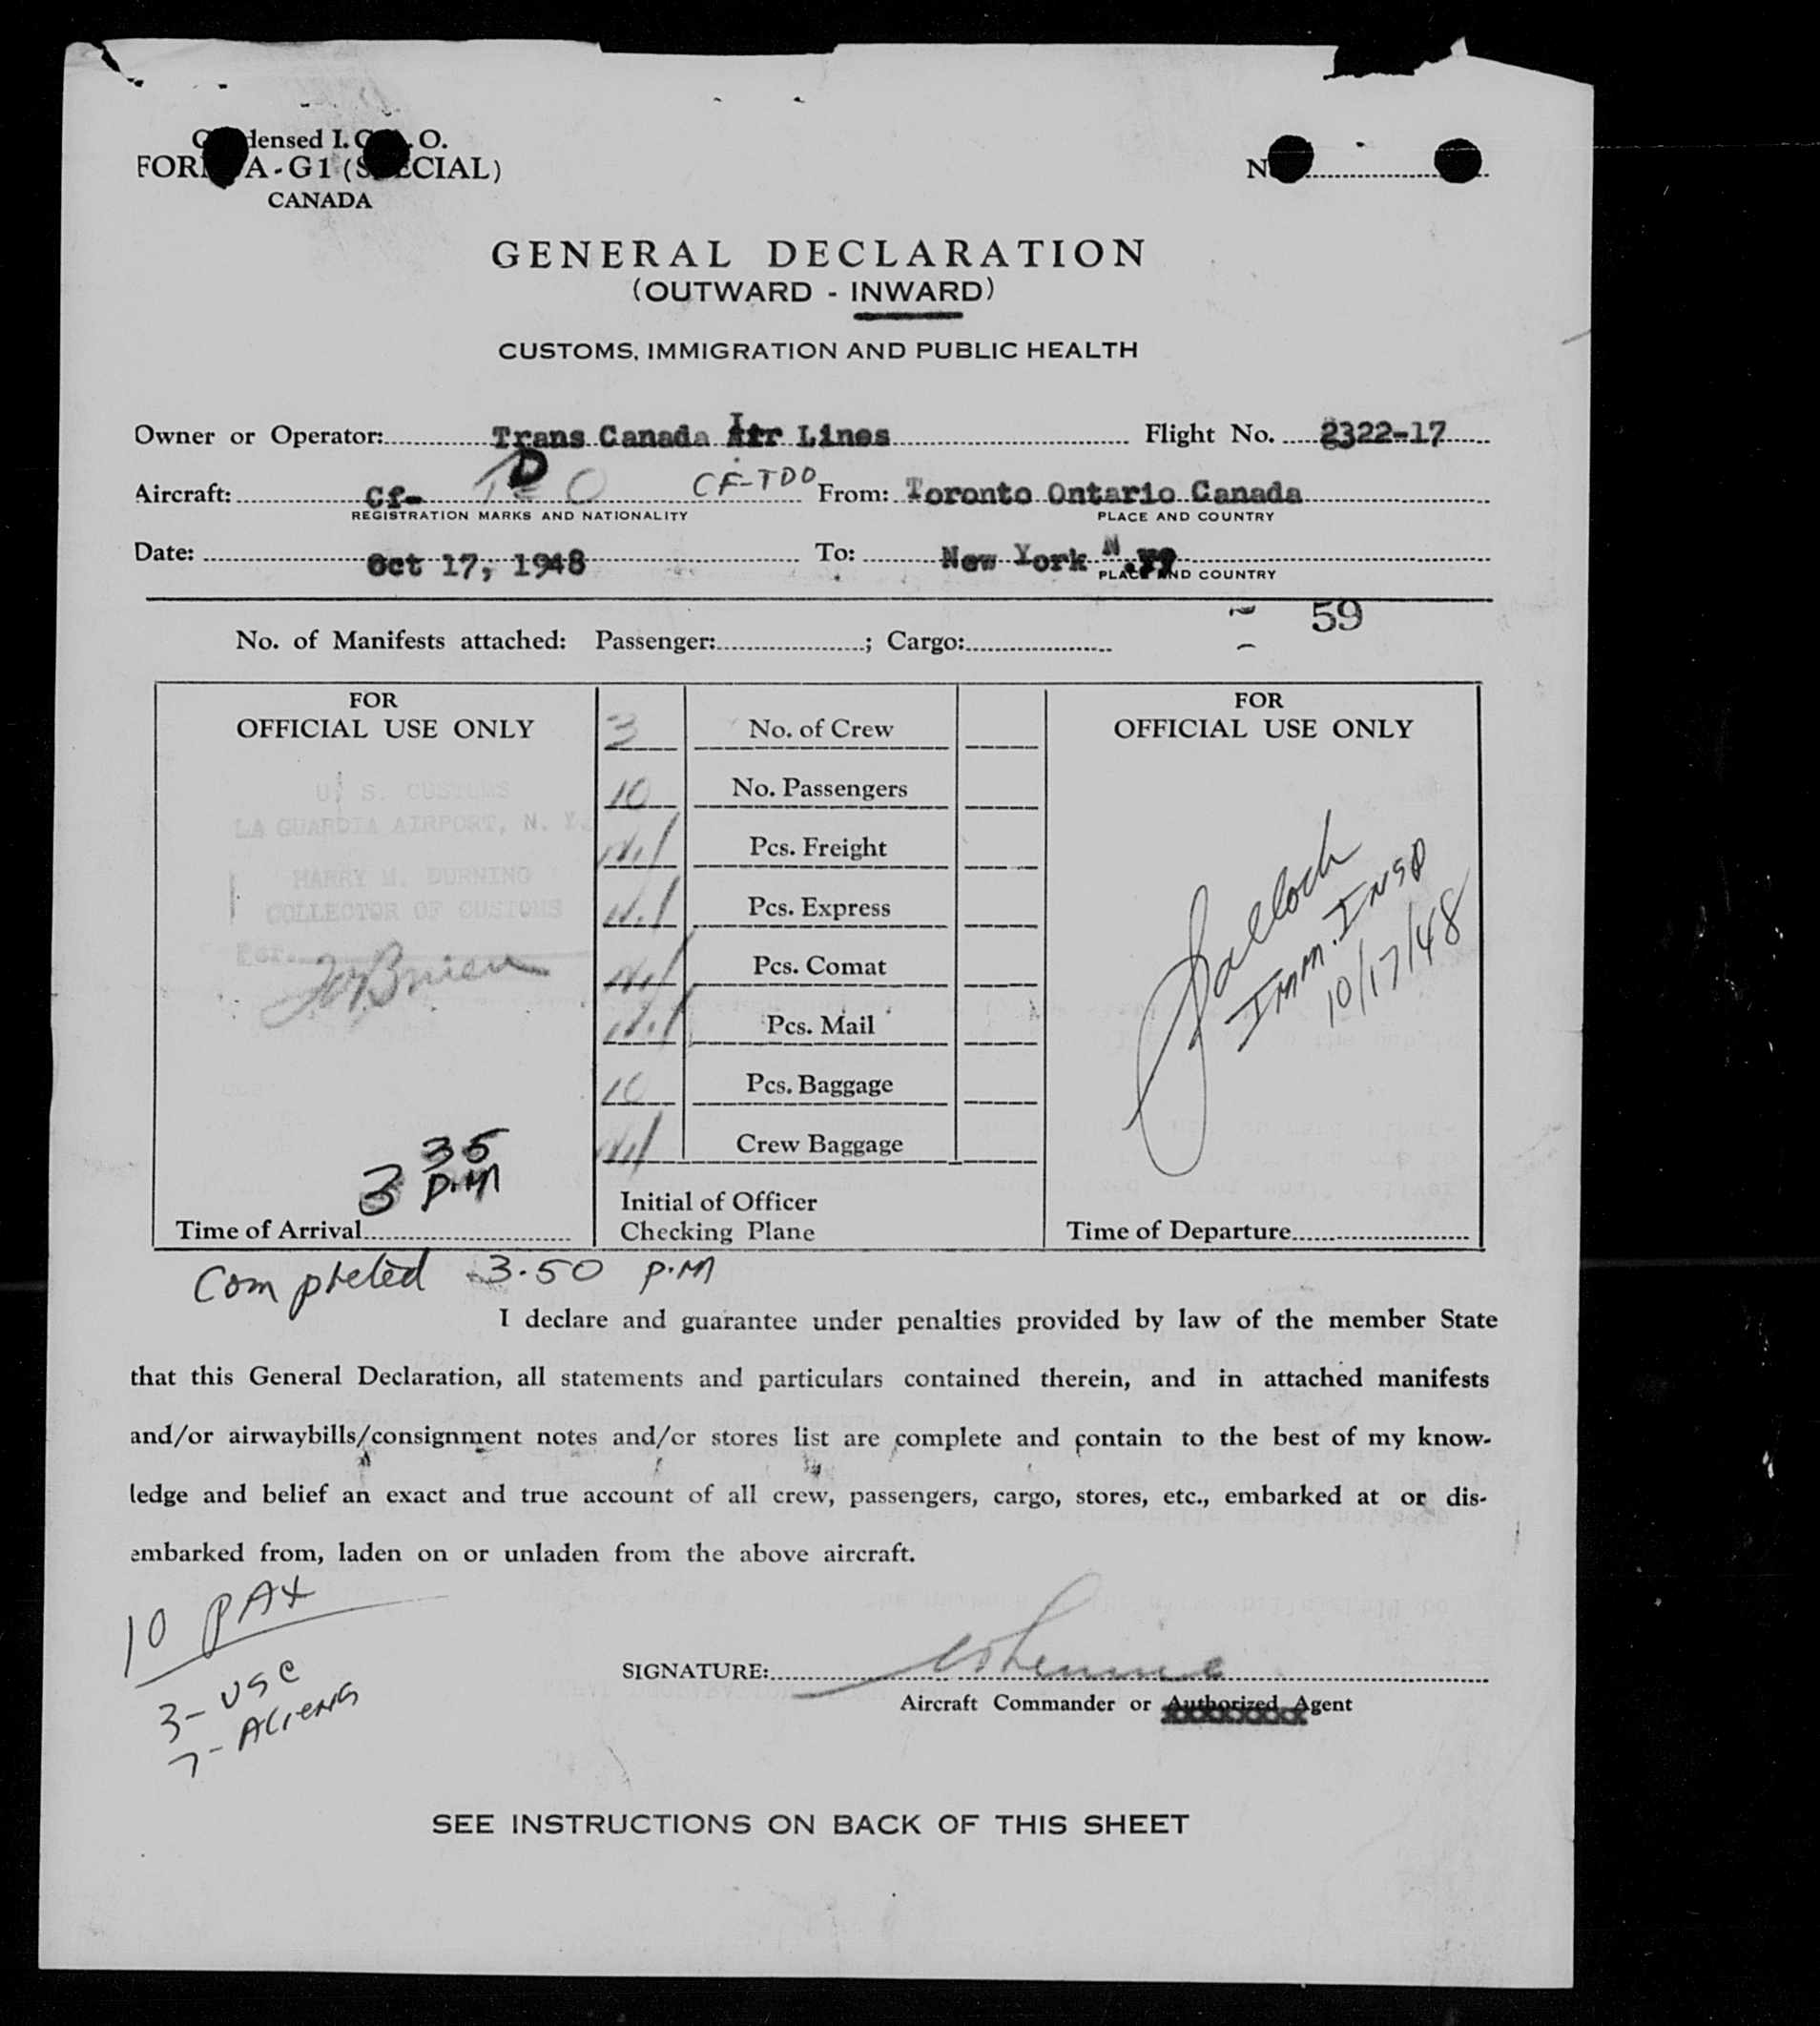 Condensed I.C.A.O.
FORM A-G1 (SPECIAL)
CANADA
GENERAL DECLARATION
(OUTWARD - INWARD)
CUSTOMS, IMMIGRATION AND PUBLIC HEALTH
Owner or Operator: Trans Canada Air Lines Flight No. 2322-17
Aircraft: Cf- CF-TDO From: Toronto Ontario Canada
REGISTRATION MARKS AND NATIONALITY PLACE AND COUNTRY
Date: Oct 17, 1948 To: New York N.
PLACE AND COUNTRY
59
No. of Manifests attached: Passenger: ; Cargo:
FOR
OFFICIAL USE ONLY
U. S. CUSTOMS
LA GUARDIA AIRPORT, N. Y.
HARRY M. DURNING
COLLECTOR OF CUSTOMS
For.
O'Brien
3 35 P.M
Time of Arrival
3 No. of Crew
10 No. Passengers
Nil Pcs. Freight
Nil Pcs. Express
Nil Pcs. Comat
Nil Pcs. Mail
10 Pcs. Baggage
Nil Crew Baggage
Initial of Officer
Checking Plane
FOR
OFFICIAL USE ONLY
IMM. INSP
10/17/48
Time of Departure
Completed 3.50 P.M
I declare and guarantee under penalties provided by law of the member State
that this General Declaration, all statements and particulars contained therein, and in attached manifests
and/or airwaybills/consignment notes and/or stores list are complete and contain to the best of my know-
ledge and belief an exact and true account of all crew, passengers, cargo, stores, etc., embarked at or dis-
embarked from, laden on or unladen from the above aircraft.
10 PAX
3- USC
7- ALIENS
SIGNATURE:
Aircraft Commander or Authorized Agent
SEE INSTRUCTIONS ON BACK OF THIS SHEET